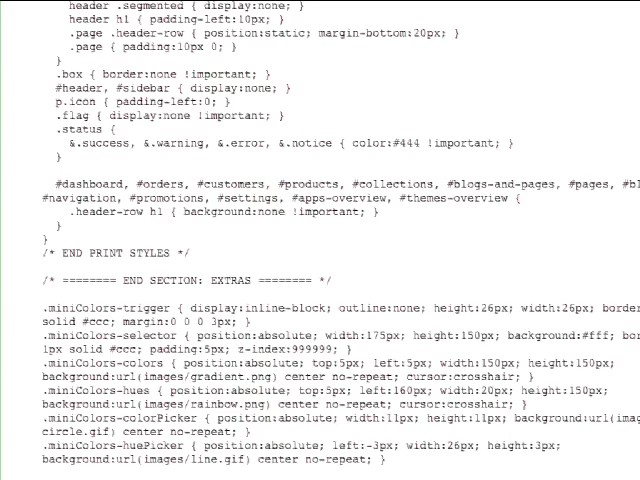 header .segmented { display:none; }
header h1 { padding-left:10px; }
.page .header-row { position:static; margin-bottom:20px; }
.page { padding:10px 0; }
}
.box { border:none !important; }
#header, #sidebar { display:none; }
p.icon { padding-left:0; }
.flag { display:none !important; }
.status {
&.success, &.warning, &.error, &.notice { color:#444 !important; }
}
#dashboard, #orders, #customers, #products, #collections, #blogs-and-pages, #pages, #bl
#navigation, #promotions, #settings, #apps-overview, #themes-overview {
.header-row h1 { background:none !important; }
}
}
/* END PRINT STYLES */
/* ======== END SECTION: EXTRAS ======== */
.miniColors-trigger { display:inline-block; outline:none; height:26px; width:26px; border
solid #ccc; margin:0 0 0 3px; }
.miniColors-selector { position:absolute; width:175px; height:150px; background:#fff; bor
1px solid #ccc; padding:5px; z-index:999999; }
.miniColors-colors { position:absolute; top:5px; left:5px; width:150px; height:150px;
background:url(images/gradient.png) center no-repeat; cursor:crosshair; }
.miniColors-hues { position:absolute; top:5px; left:160px; width:20px; height:150px;
background:url(images/rainbow.png) center no-repeat; cursor:crosshair; }
.miniColors-colorPicker { position:absolute; width:11px; height:11px; background:url(imag
circle.gif) center no-repeat; }
.miniColors-huePicker { position:absolute; left:-3px; width:26px; height:3px;
background:url(images/line.gif) center no-repeat; }